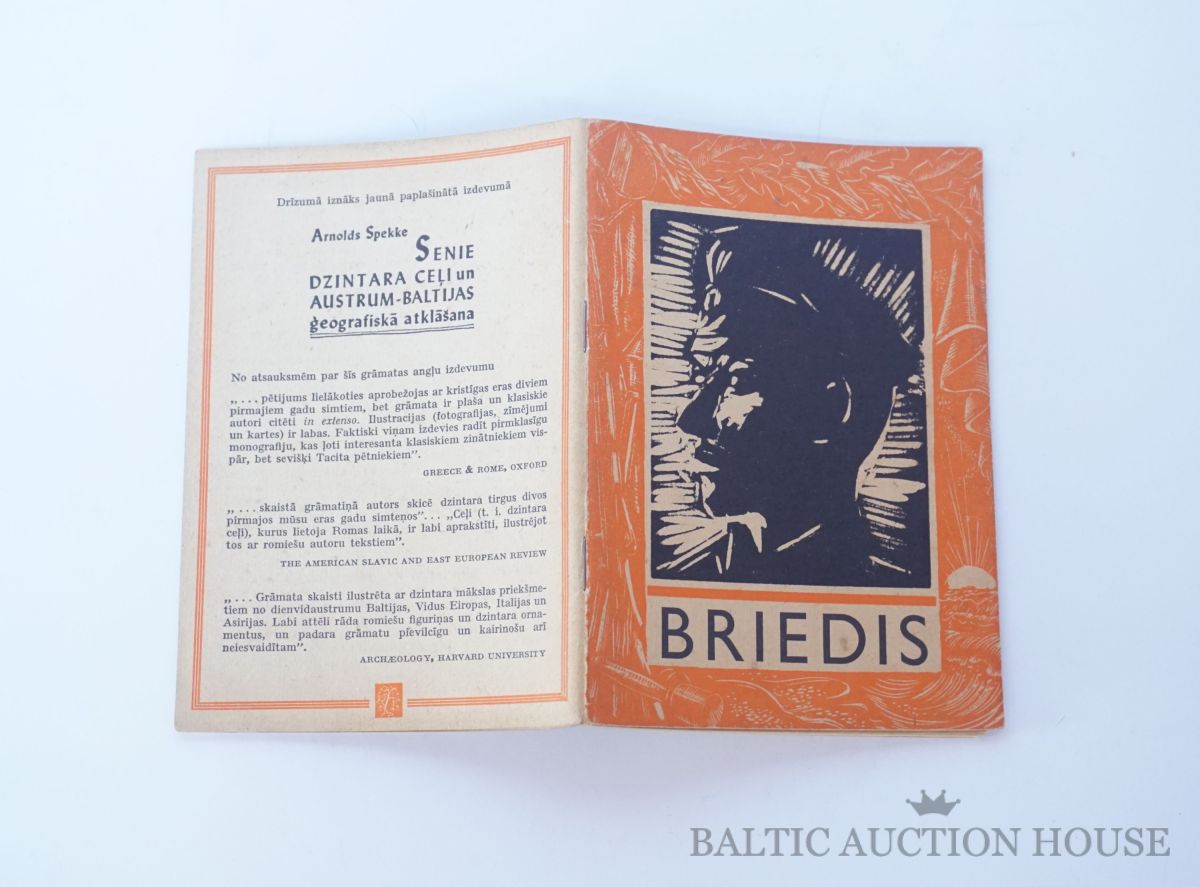 Drīzumā iznāks jaunā paplašinātā izdevumā
Arnolds Spekke
SENIE
DZINTARA CEĻI un
AUSTRUM-BALTIJAS
ģeografiskā atklāšana
No atsauksmēm par šīs grāmatas angļu izdevumu
„ . . . pētijums lielākoties aprobežojas ar kristīgas eras diviem
pirmajiem gadu simtiem, bet grāmata ir plaša un klasiskie
autori citēti in extenso. Ilustracijas (fotografijas, zīmējumi
un kartes) ir labas. Faktiski viņam izdevies radīt pirmklasīgu
monografiju, kas ļoti interesanta klasiskiem zinātniekiem vis-
pār, bet sevišķi Tacita pētniekiem”.
GREECE & ROME, OXFORD
„ . . . skaistā grāmatiņā autors skicē dzintara tirgus divos
pirmajos mūsu eras gadu simteņos”. . . „Ceļi (t. i. dzintara
ceļi), kurus lietoja Romas laikā, ir labi aprakstīti, ilustrējot
tos ar romiešu autoru tekstiem”.
THE AMERICAN SLAVIC AND EAST EUROPEAN REVIEW
„ . . . Grāmata skaisti ilustrēta ar dzintara mākslas priekšme-
tiem no dienvidaustrumu Baltijas, Vidus Eiropas, Italijas un
Asirijas. Labi attēli rāda romiešu figuriņas un dzintara orna-
mentus, un padara grāmatu pievilcīgu un kairinošu arī
neiesvaidītam”.
ARCHÆOLOGY, HARVARD UNIVERSITY
BRIEDIS
BALTIC AUCTION HOUSE